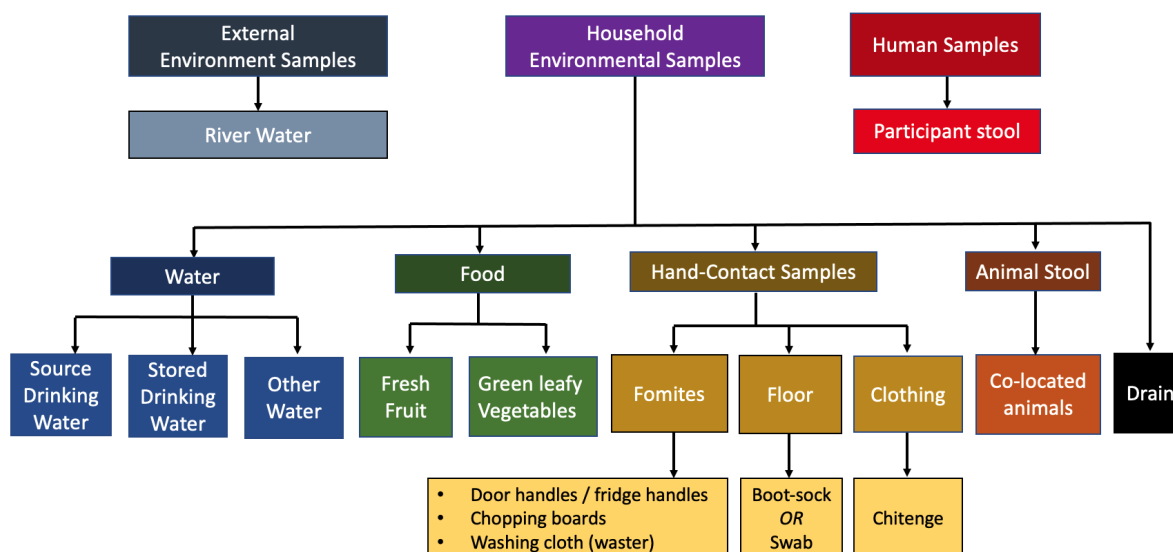 External
Environment Samples
Household
Environmental Samples
Human Samples
River Water
Participant stool
Water
Food
Hand-Contact Samples
Animal Stool
Source
Drinking
Water
Stored
Drinking
Water
Other
Water
Fresh
Fruit
Green leafy
Vegetables
Fomites
Floor
Clothing
Co-located
animals
Drain
• Door handles / fridge handles
• Chopping boards
• Washing cloth (waster)
Boot-sock
OR
Swab
Chitenge